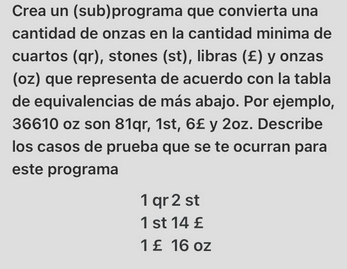 Crea un (sub)programa que convierta una
cantidad de onzas en la cantidad minima de
cuartos (qr), stones (st), libras (£) y onzas
(oz) que representa de acuerdo con la tabla
de equivalencias de más abajo. Por ejemplo,
36610 oz son 81qr, 1st, 6£ y 2oz. Describe
los casos de prueba que se te ocurran para
este programa
1 qr 2 st
1 st 14 £
1 £ 16 oz